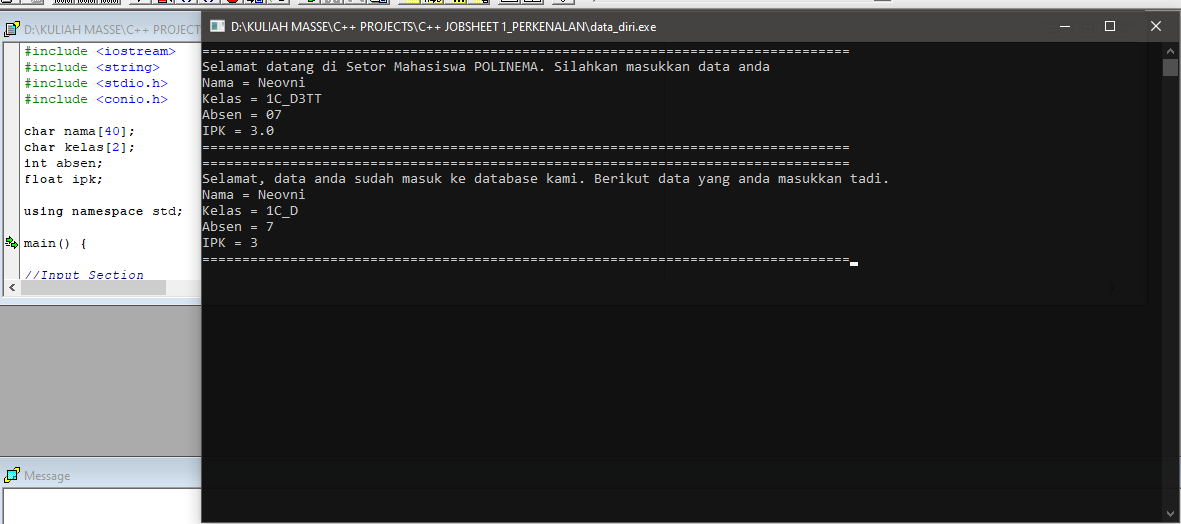 D:\KULIAH MASSE\C++ PROJECT
#include <iostream>
#include <string>
#include <stdio.h>
#include <conio.h>
char nama[40];
char kelas[2];
int absen;
float ipk;
using namespace std;
main() {
//Input Section
Message
D:\KULIAH MASSE\C++ PROJECTS\C++ JOBSHEET 1_PERKENALAN\data_diri.exe
=================================================================================
Selamat datang di Setor Mahasiswa POLINEMA. Silahkan masukkan data anda
Nama = Neovni
Kelas = 1C_D3TT
Absen = 07
IPK = 3.0
=================================================================================
=================================================================================
Selamat, data anda sudah masuk ke database kami. Berikut data yang anda masukkan tadi.
Nama = Neovni
Kelas = 1C_D
Absen = 7
IPK = 3
=================================================================================